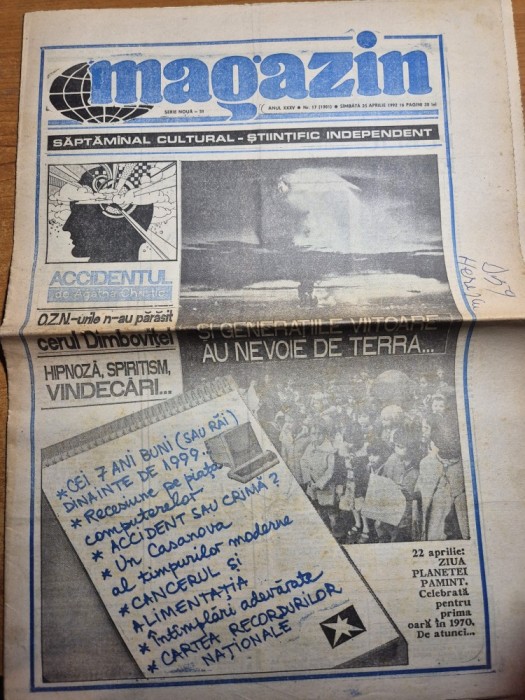 magazin
SERIE NOUĂ - 
ANUL XXXV ♦ Nr. 17 (1391) ♦ SÎMBĂTĂ 25 APRILIE 1992 16 PAGINI 20 lei
SĂPTĂMÎNAL CULTURAL - ŞTIINŢIFIC INDEPENDENT
ACCIDENTUL
de Agatha Christie
O.Z.N.-urile n-au părăsit
cerul Dîmboviţei
HIPNOZĂ, SPIRITISM,
VINDECĂRI...
ŞI GENERAŢIILE VIITOARE
AU NEVOIE DE TERRA...
* CEI 7 ANI BUNI (SAU RĂI)
DINAINTE DE 1999...
* Recesiune pe piaţa
computerelor
* ACCIDENT SAU CRIMĂ?
* Un Casanova
al timpurilor moderne
* CANCERUL ŞI
ALIMENTAŢIA
* Întîmplări adevărate
* CARTEA RECORDURILOR
NAŢIONALE
22 aprilie:
ZIUA
PLANETEI
PĂMÎNT.
Celebrată
pentru
prima
oară în 1970.
De atunci...